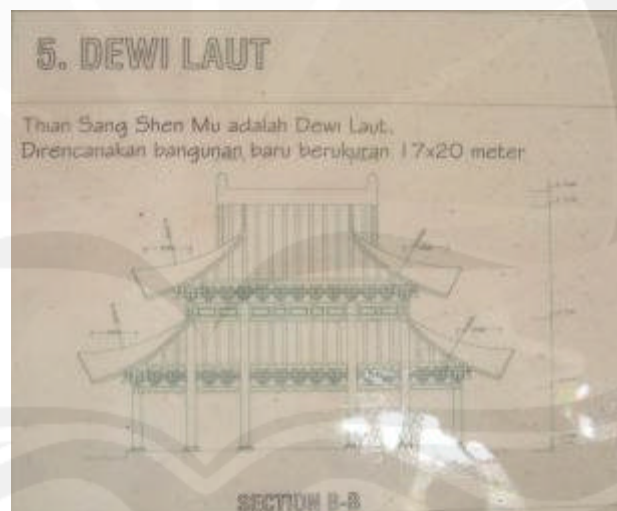 5. DEWI LAUT
Thian Sang Shen Mu adalah Dewi Laut.
Direncanakan bangunan baru berukuran 17x20 meter
SECTION B-B